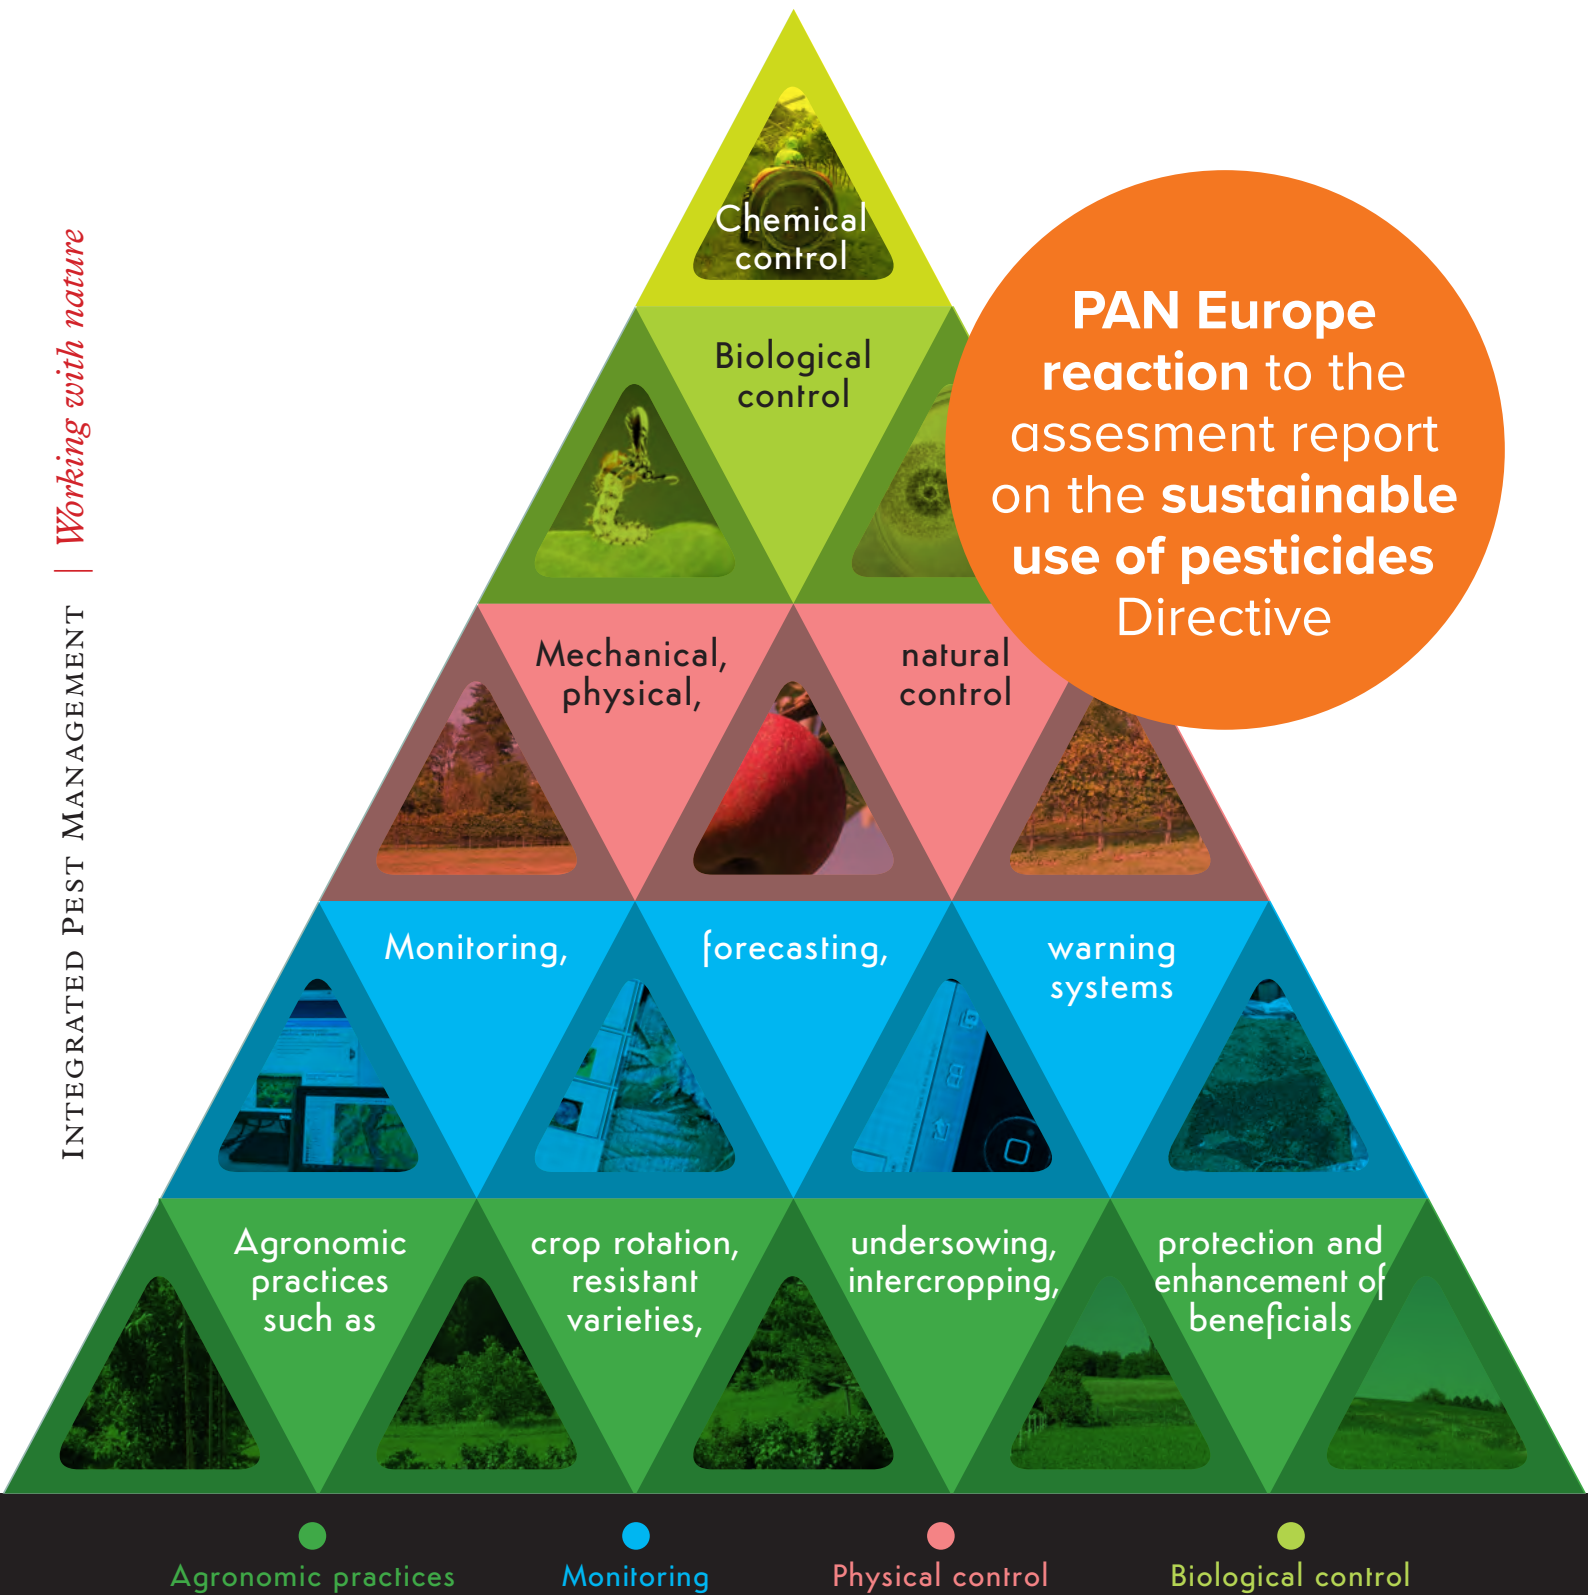 INTEGRATED PEST MANAGEMENT | Working with nature
Chemical
control
Biological
control
PAN Europe
reaction to the
assesment report
on the sustainable
use of pesticides
Directive
Mechanical,
physical,
natural
control
Monitoring,
forecasting,
warning
systems
Agronomic
practices
such as
crop rotation,
resistant
varieties,
undersowing,
intercropping,
protection and
enhancement of
beneficials
Agronomic practices
Monitoring
Physical control
Biological control